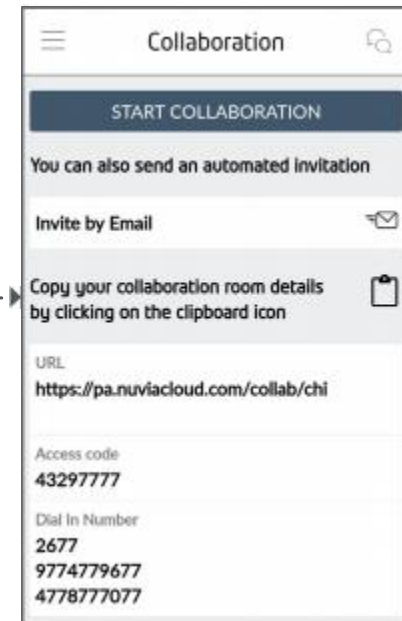 Collaboration
START COLLABORATION
You can also send an automated invitation
Invite by Email
Copy your collaboration room details
by clicking on the clipboard icon
URL
https://pa.nuviacloud.com/collab/chi
Access code
43297777
Dial In Number
2677
9774779677
4778777077